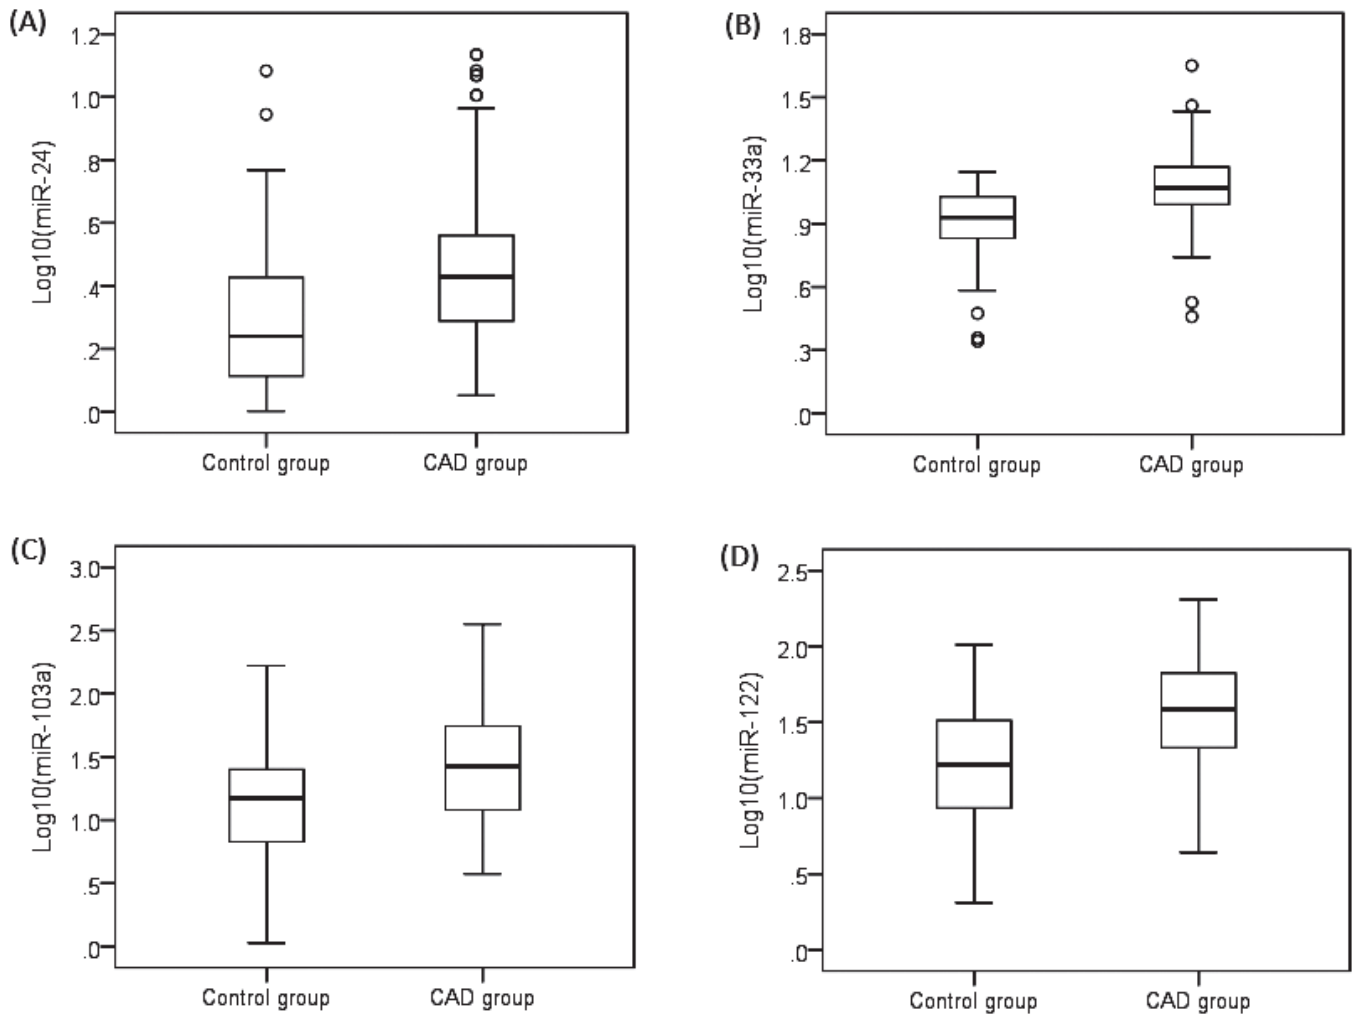 (A)
1.2
1.0
.8
.6
.4
.2
.0
Log10(miR-24)
Control group
CAD group
(B)
1.8
1.5
1.2
.9
.6
.3
.0
Log10(miR-33a)
Control group
CAD group
(C)
3.0
2.5
2.0
1.5
1.0
.5
.0
Log10(miR-103a)
Control group
CAD group
(D)
2.5
2.0
1.5
1.0
.5
.0
Log10(miR-122)
Control group
CAD group